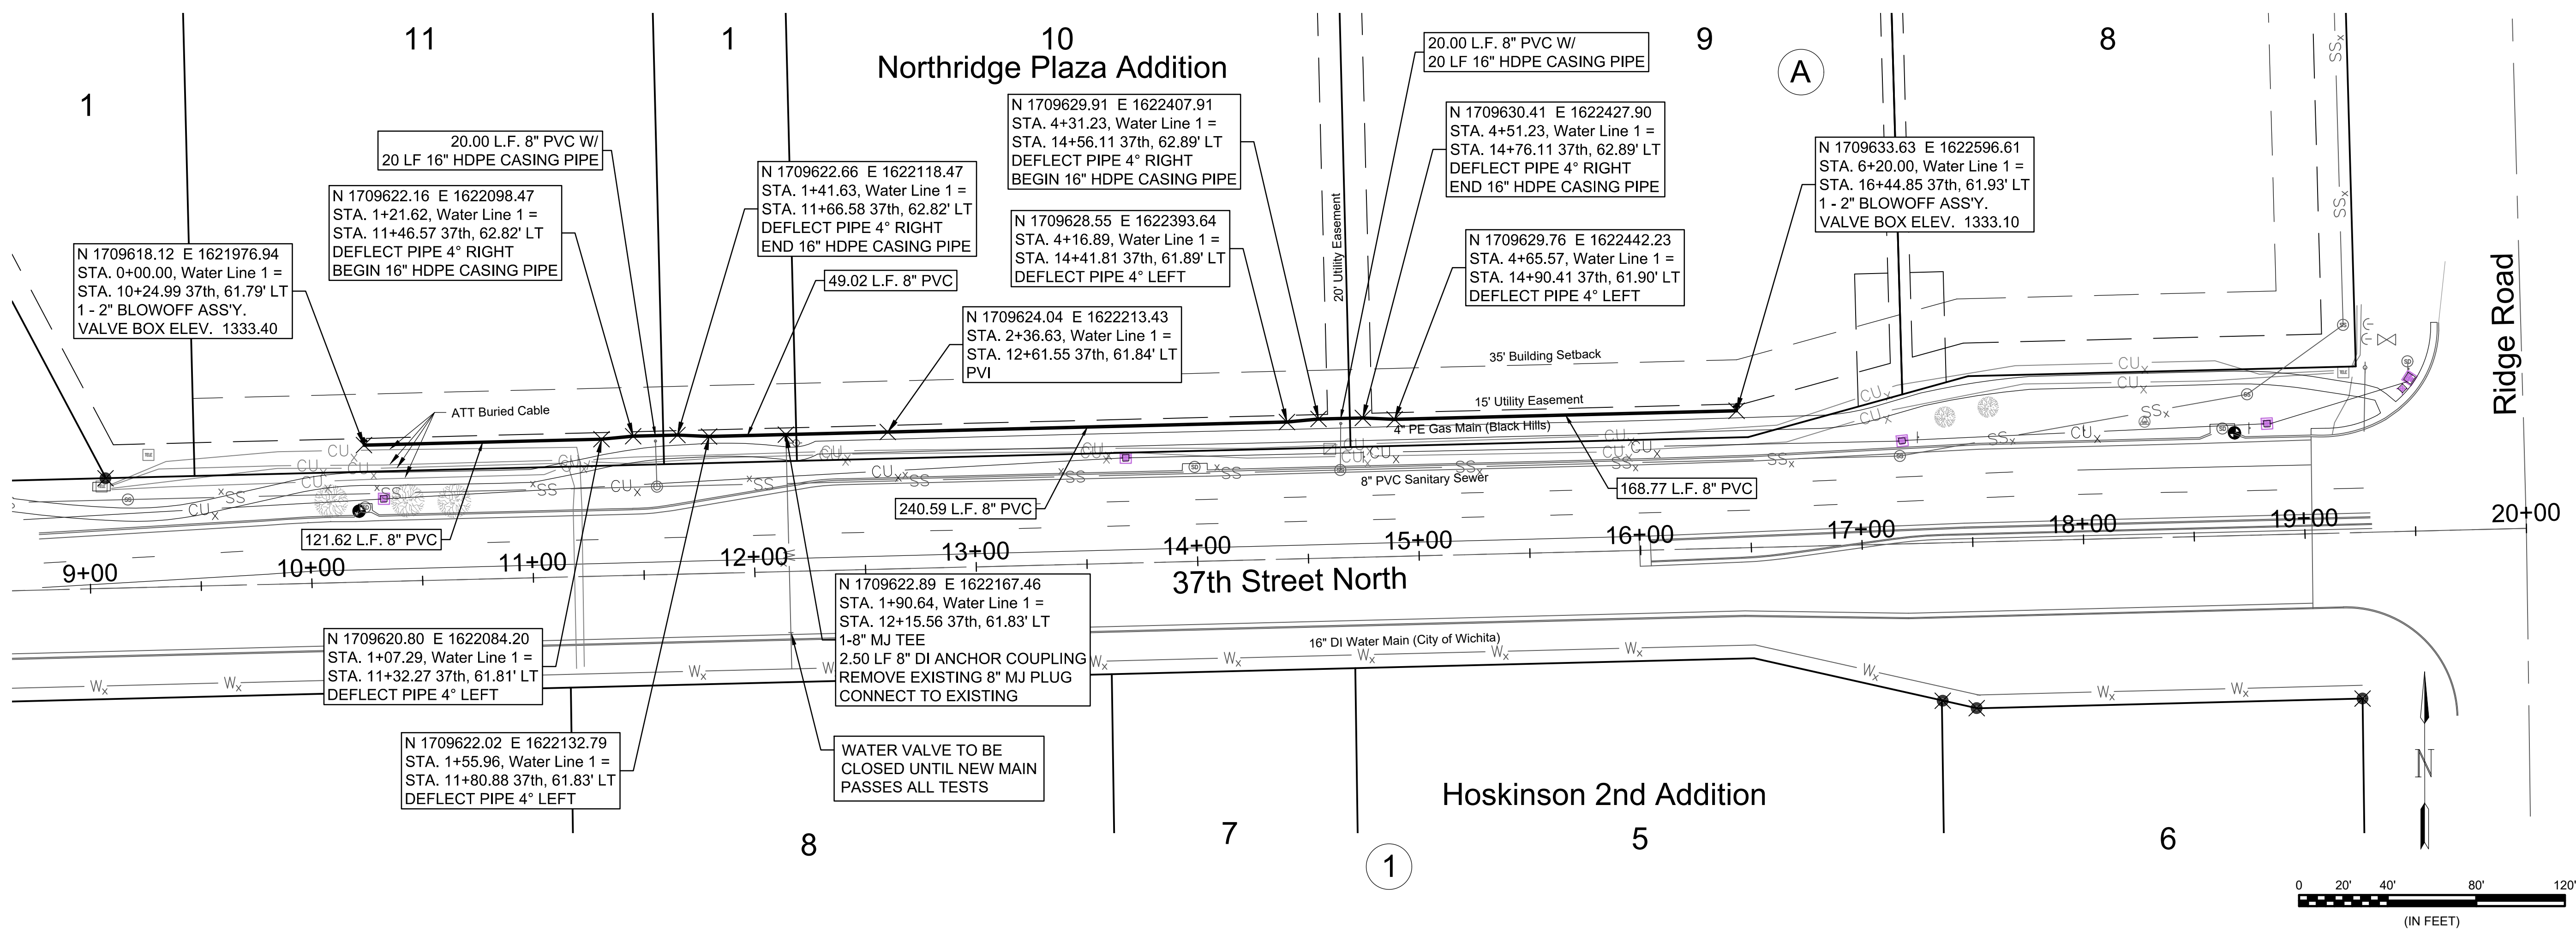 11
1
10
Northridge Plaza Addition
9
A
8
1
20.00 L.F. 8" PVC W/
20 LF 16" HDPE CASING PIPE
20.00 L.F. 8" PVC W/
20 LF 16" HDPE CASING PIPE
N 1709629.91 E 1622407.91
STA. 4+31.23, Water Line 1 =
STA. 14+56.11 37th, 62.89' LT
DEFLECT PIPE 4° RIGHT
BEGIN 16" HDPE CASING PIPE
N 1709630.41 E 1622427.90
STA. 4+51.23, Water Line 1 =
STA. 14+76.11 37th, 62.89' LT
DEFLECT PIPE 4° RIGHT
END 16" HDPE CASING PIPE
N 1709633.63 E 1622596.61
STA. 6+20.00, Water Line 1 =
STA. 16+44.85 37th, 61.93' LT
1 - 2" BLOWOFF ASS'Y.
VALVE BOX ELEV. 1333.10
N 1709622.16 E 1622098.47
STA. 1+21.62, Water Line 1 =
STA. 11+46.57 37th, 62.82' LT
DEFLECT PIPE 4° RIGHT
BEGIN 16" HDPE CASING PIPE
N 1709622.66 E 1622118.47
STA. 1+41.63, Water Line 1 =
STA. 11+66.58 37th, 62.82' LT
DEFLECT PIPE 4° RIGHT
END 16" HDPE CASING PIPE
N 1709628.55 E 1622393.64
STA. 4+16.89, Water Line 1 =
STA. 14+41.81 37th, 61.89' LT
DEFLECT PIPE 4° LEFT
20' Utility Easement
N 1709629.76 E 1622442.23
STA. 4+65.57, Water Line 1 =
STA. 14+90.41 37th, 61.90' LT
DEFLECT PIPE 4° LEFT
N 1709618.12 E 1621976.94
STA. 0+00.00, Water Line 1 =
STA. 10+24.99 37th, 61.79' LT
1 - 2" BLOWOFF ASS'Y.
VALVE BOX ELEV. 1333.40
49.02 L.F. 8" PVC
N 1709624.04 E 1622213.43
STA. 2+36.63, Water Line 1 =
STA. 12+61.55 37th, 61.84' LT
PVI
35' Building Setback
Ridge Road
ATT Buried Cable
15' Utility Easement
4" PE Gas Main (Black Hills)
8" PVC Sanitary Sewer
168.77 L.F. 8" PVC
240.59 L.F. 8" PVC
121.62 L.F. 8" PVC
9+00
10+00
11+00
12+00
13+00
14+00
15+00
16+00
17+00
18+00
19+00
20+00
37th Street North
N 1709622.89 E 1622167.46
STA. 1+90.64, Water Line 1 =
STA. 12+15.56 37th, 61.83' LT
1-8" MJ TEE
2.50 LF 8" DI ANCHOR COUPLING
REMOVE EXISTING 8" MJ PLUG
CONNECT TO EXISTING
N 1709620.80 E 1622084.20
STA. 1+07.29, Water Line 1 =
STA. 11+32.27 37th, 61.81' LT
DEFLECT PIPE 4° LEFT
16" DI Water Main (City of Wichita)
N 1709622.02 E 1622132.79
STA. 1+55.96, Water Line 1 =
STA. 11+80.88 37th, 61.83' LT
DEFLECT PIPE 4° LEFT
WATER VALVE TO BE
CLOSED UNTIL NEW MAIN
PASSES ALL TESTS
Hoskinson 2nd Addition
8
7
5
6
1
N
0 20' 40' 80' 120'
(IN FEET)